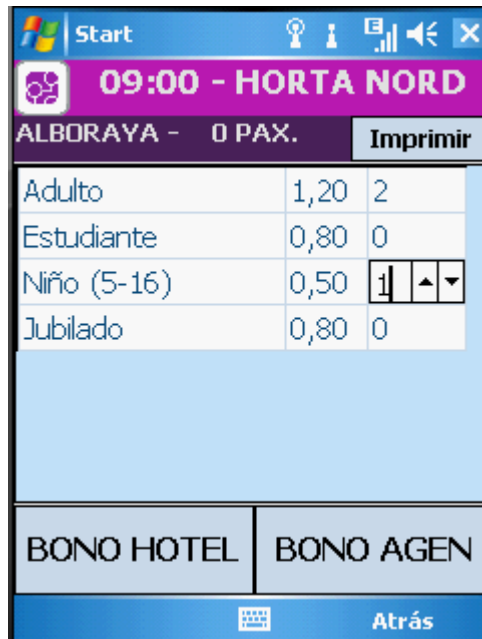 Start
09:00 - HORTA NORD
ALBORAYA - 0 PAX. Imprimir
Adulto 1,20 2
Estudiante 0,80 0
Niño (5-16) 0,50 1
Jubilado 0,80 0
BONO HOTEL BONO AGEN
Atrás